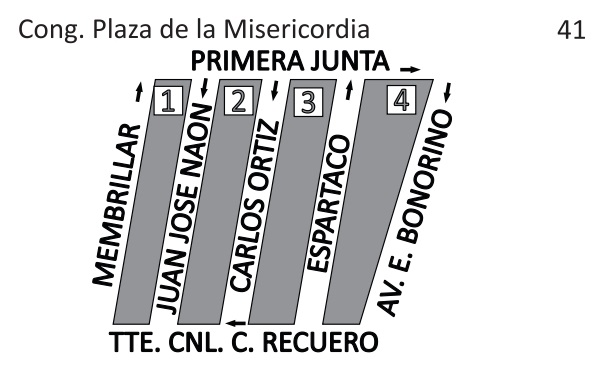 Cong. Plaza de la Misericordia 41
PRIMERA JUNTA
1 2 3 4
MEMBRILLAR
JUAN JOSE NAON
CARLOS ORTIZ
ESPARTACO
AV. E. BONORINO
TTE. CNL. C. RECUERO